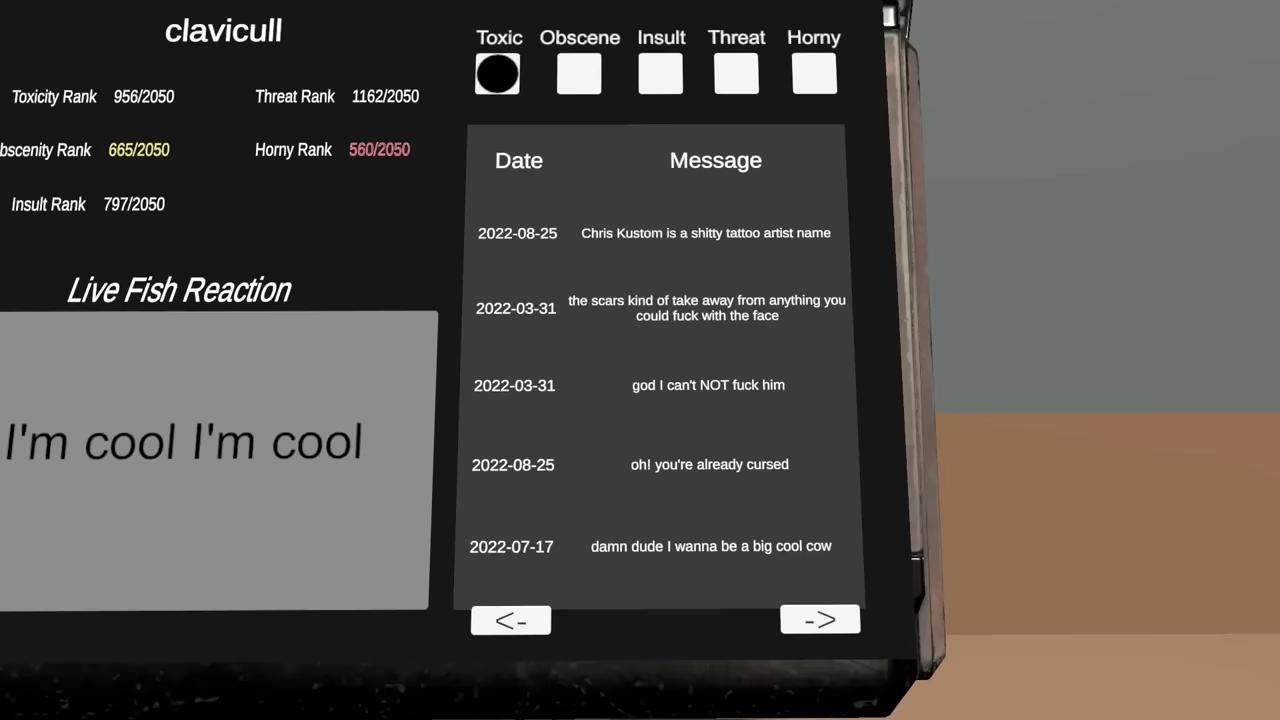 clavicull
Toxicity Rank 956/2050
Threat Rank 1162/2050
bscenity Rank 665/2050
Horny Rank 560/2050
Insult Rank 797/2050
Live Fish Reaction
I'm cool I'm cool
Toxic Obscene Insult Threat Horny
Date Message
2022-08-25 Chris Kustom is a shitty tattoo artist name
2022-03-31 the scars kind of take away from anything you
could fuck with the face
2022-03-31 god I can't NOT fuck him
2022-08-25 oh! you're already cursed
2022-07-17 damn dude I wanna be a big cool cow
<- ->